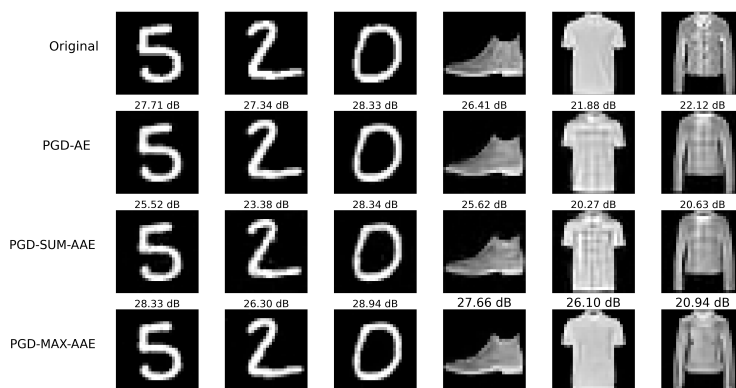 Original
27.71 dB 27.34 dB 28.33 dB 26.41 dB 21.88 dB 22.12 dB
PGD-AE
25.52 dB 23.38 dB 28.34 dB 25.62 dB 20.27 dB 20.63 dB
PGD-SUM-AAE
28.33 dB 26.30 dB 28.94 dB 27.66 dB 26.10 dB 20.94 dB
PGD-MAX-AAE